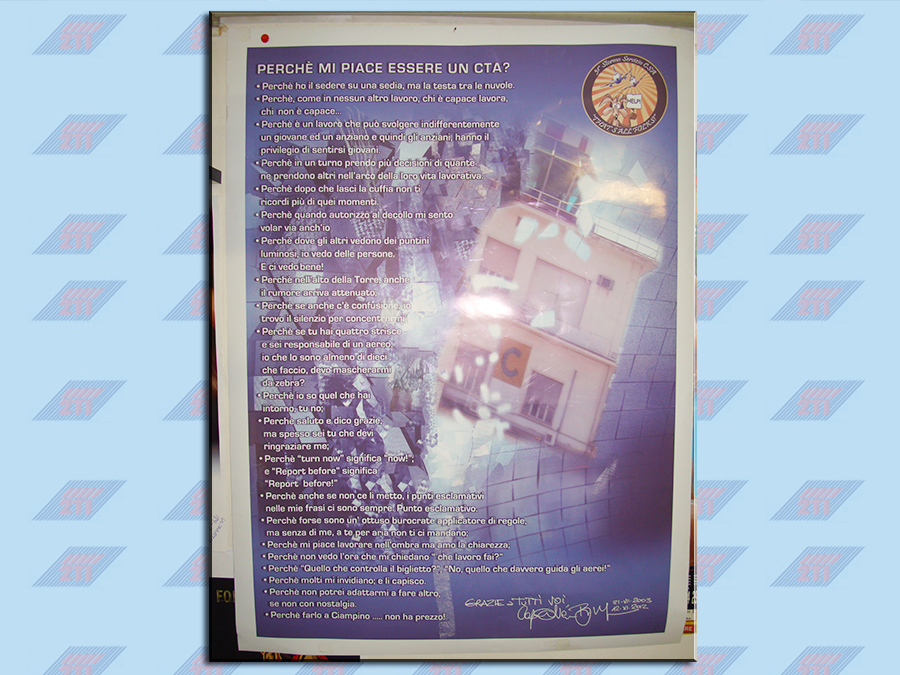 PERCHÈ MI PIACE ESSERE UN CTA?
• Perchè ho il sedere su una sedia, ma la testa tra le nuvole.
• Perchè, come in nessun altro lavoro, chi è capace lavora,
chi non è capace...
• Perchè è un lavoro che può svolgere indifferentemente
un giovane ed un anziano e quindi gli anziani, hanno il
privilegio di sentirsi giovani.
• Perchè in un turno prendo più decisioni di quante
ne prendono altri nell'arco della loro vita lavorativa.
• Perchè dopo che lasci la cuffia non ti
ricordi più di quei momenti.
• Perchè quando autorizzo al decollo mi sento
volar via anch'io
• Perchè dove gli altri vedono dei puntini
luminosi, io vedo delle persone.
E ci vedo bene!
• Perchè nell'alto della Torre, anche
il rumore arriva attenuato.
• Perchè se anche c'è confusione, io
trovo il silenzio per concentrarmi.
• Perchè se tu hai quattro strisce
e sei responsabile di un aereo,
io che lo sono almeno di dieci
che faccio, devo mascherarmi
da zebra?
• Perchè io so quel che hai
intorno, tu no;
• Perchè saluto e dico grazie,
ma spesso sei tu che devi
ringraziare me;
• Perchè "turn now" significa "now!";
e "Report before" significa
"Report before!"
• Perchè anche se non ce li metto, i punti esclamativi
nelle mie frasi ci sono sempre. Punto esclamativo.
• Perchè forse sono un' ottuso burocrate applicatore di regole,
ma senza di me, a te per aria non ti ci mandano;
• Perchè mi piace lavorare nell'ombra ma amo la chiarezza;
• Perchè non vedo l'ora che mi chiedano " che lavoro fai?"
• Perchè "Quello che controlla il biglietto?", "No, quello che davvero guida gli aerei!"
• Perchè molti mi invidiano; e li capisco.
• Perchè non potrei adattarmi a fare altro,
se non con nostalgia.
• Perchè farlo a Ciampino ..... non ha prezzo!
HELP!
"THAT'S ALL FOLKS!"
C
GRAZIE a TUTTI VOI
FO